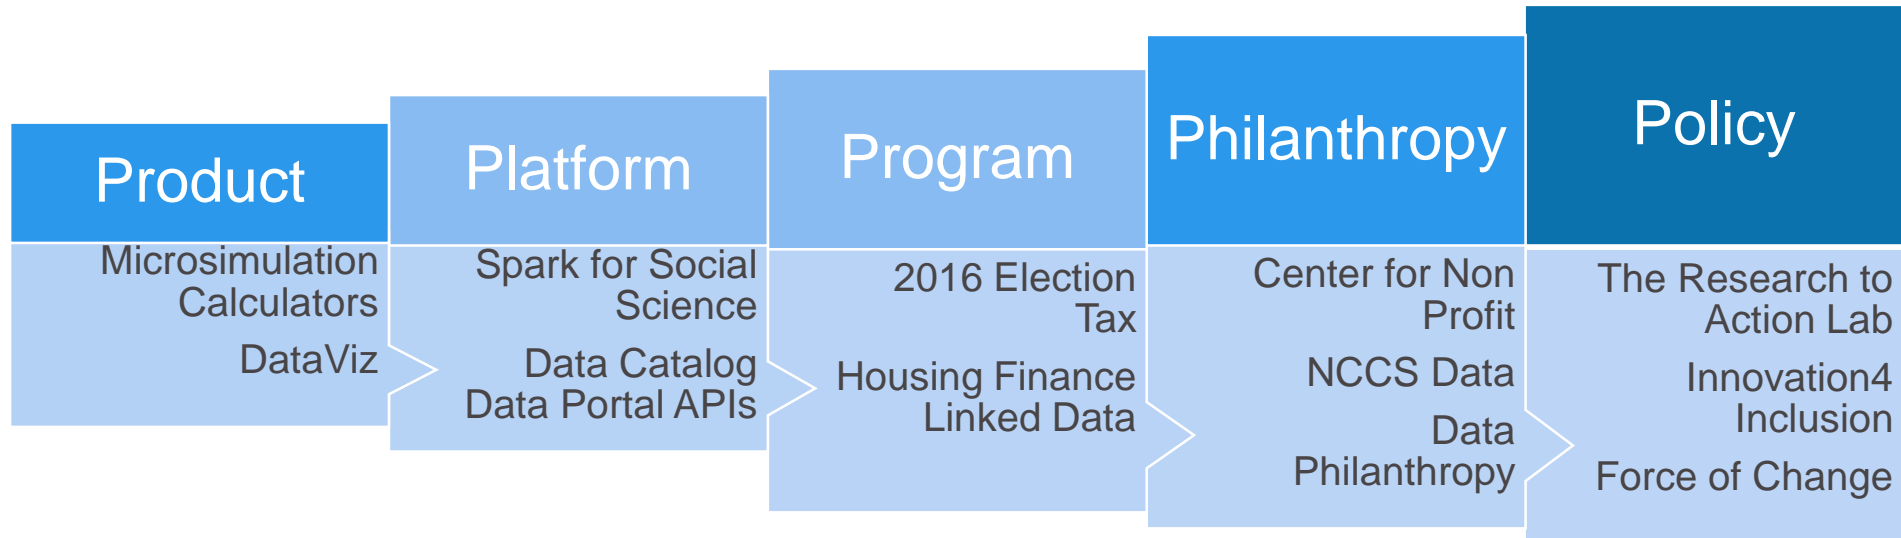 Product
Microsimulation
Calculators
DataViz
Platform
Spark for Social
Science
Data Catalog
Data Portal APIs
Program
2016 Election
Tax
Housing Finance
Linked Data
Philanthropy
Center for Non
Profit
NCCS Data
Data
Philanthropy
Policy
The Research to
Action Lab
Innovation4
Inclusion
Force of Change